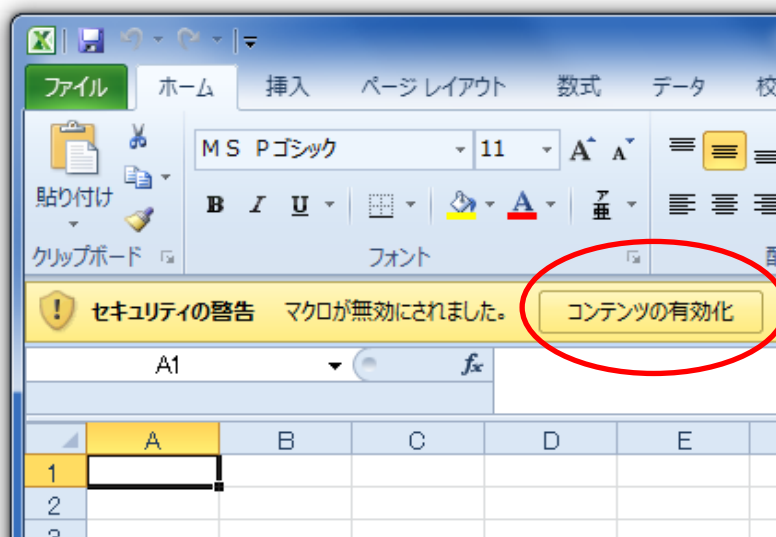 ファイル ホーム 挿入 ページ レイアウト 数式 データ 校
MS Pゴシック 11 A A
貼り付け B I U A ア亜
クリップボード フォント
セキュリティの警告 マクロが無効にされました。 コンテンツの有効化
A1 fx
A B C D E
1
2